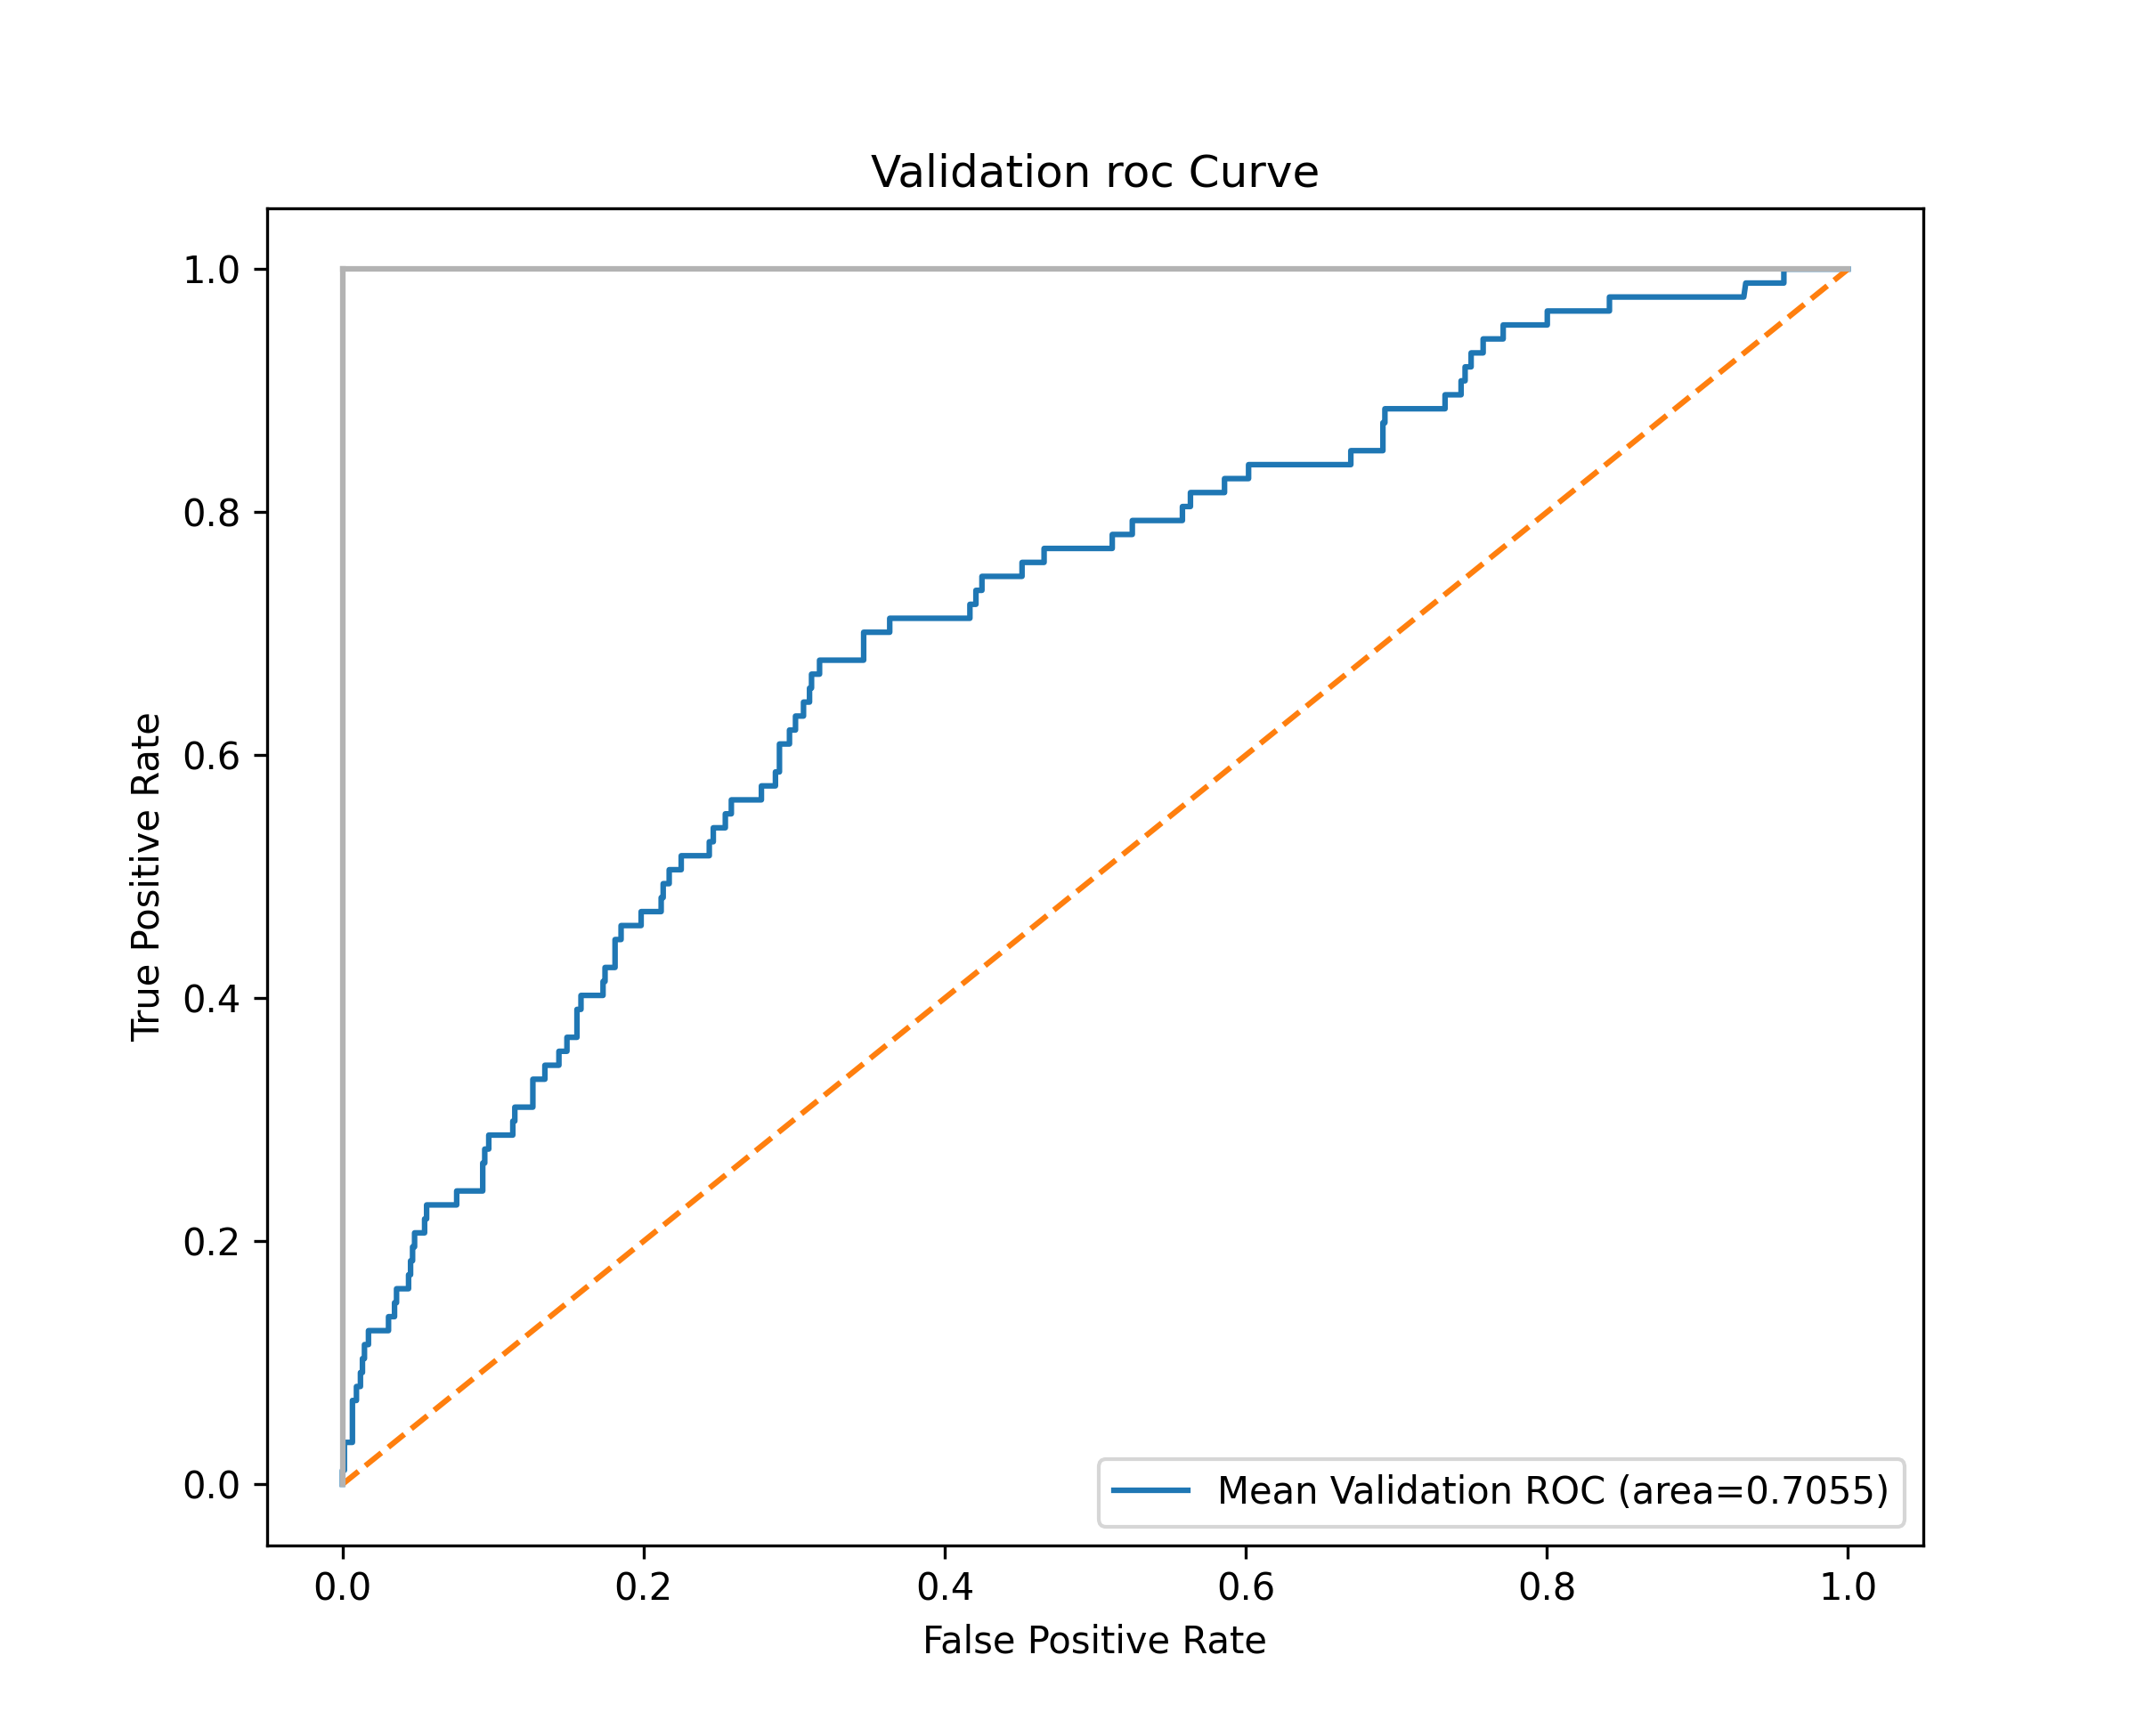 Validation roc Curve
1.0
0.8
0.6
0.4
0.2
0.0
True Positive Rate
Mean Validation ROC (area=0.7055)
0.0 0.2 0.4 0.6 0.8 1.0
False Positive Rate